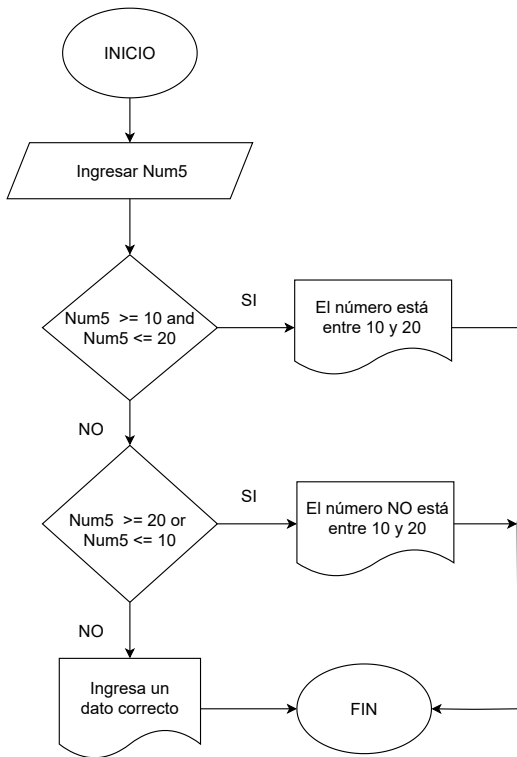 INICIO
Ingresar Num5
Num5 >= 10 and
Num5 <= 20
SI
El número está
entre 10 y 20
NO
Num5 >= 20 or
Num5 <= 10
SI
El número NO está
entre 10 y 20
NO
Ingresa un
dato correcto
FIN